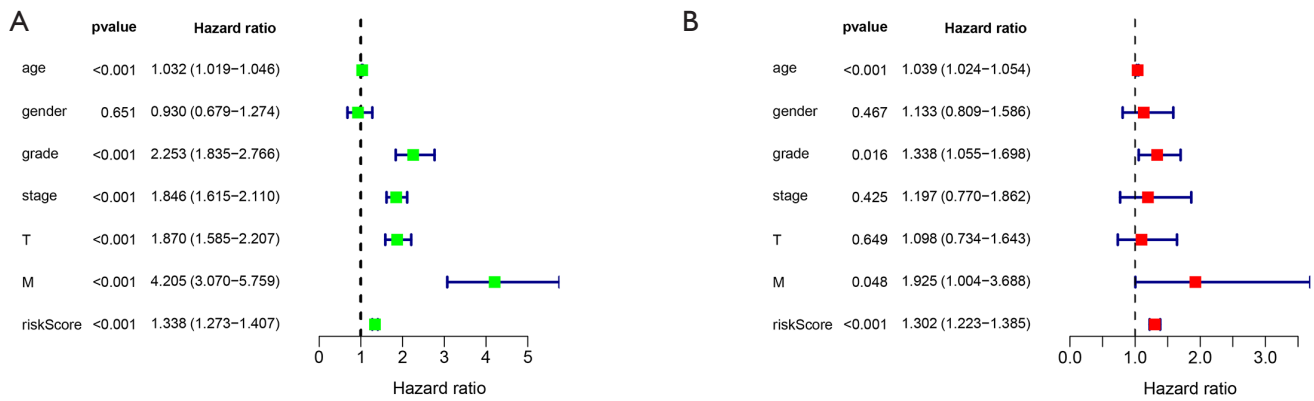 A
pvalue Hazard ratio
age <0.001 1.032 (1.019−1.046)
gender 0.651 0.930 (0.679−1.274)
grade <0.001 2.253 (1.835−2.766)
stage <0.001 1.846 (1.615−2.110)
T <0.001 1.870 (1.585−2.207)
M <0.001 4.205 (3.070−5.759)
riskScore <0.001 1.338 (1.273−1.407)
0 1 2 3 4 5
Hazard ratio
B
pvalue Hazard ratio
age <0.001 1.039 (1.024−1.054)
gender 0.467 1.133 (0.809−1.586)
grade 0.016 1.338 (1.055−1.698)
stage 0.425 1.197 (0.770−1.862)
T 0.649 1.098 (0.734−1.643)
M 0.048 1.925 (1.004−3.688)
riskScore <0.001 1.302 (1.223−1.385)
0.0 1.0 2.0 3.0
Hazard ratio